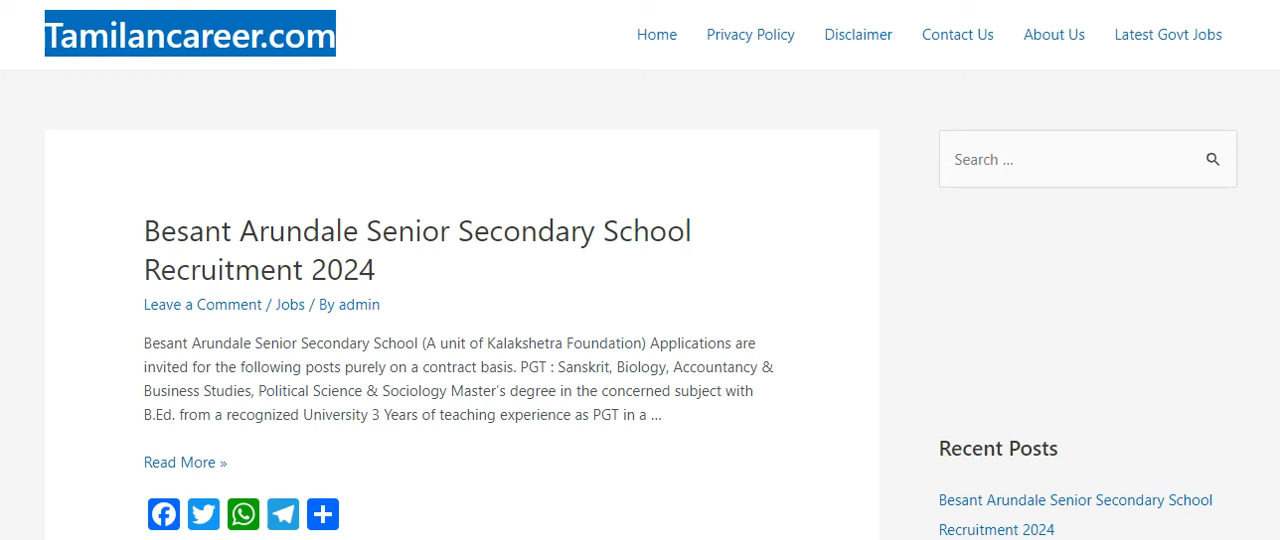 Tamilancareer.com
Home Privacy Policy Disclaimer Contact Us About Us Latest Govt Jobs
Search ...
Besant Arundale Senior Secondary School
Recruitment 2024
Leave a Comment / Jobs / By admin
Besant Arundale Senior Secondary School (A unit of Kalakshetra Foundation) Applications are
invited for the following posts purely on a contract basis. PGT : Sanskrit, Biology, Accountancy &
Business Studies, Political Science & Sociology Master's degree in the concerned subject with
B.Ed. from a recognized University 3 Years of teaching experience as PGT in a ...
Read More »
Recent Posts
Besant Arundale Senior Secondary School
Recruitment 2024